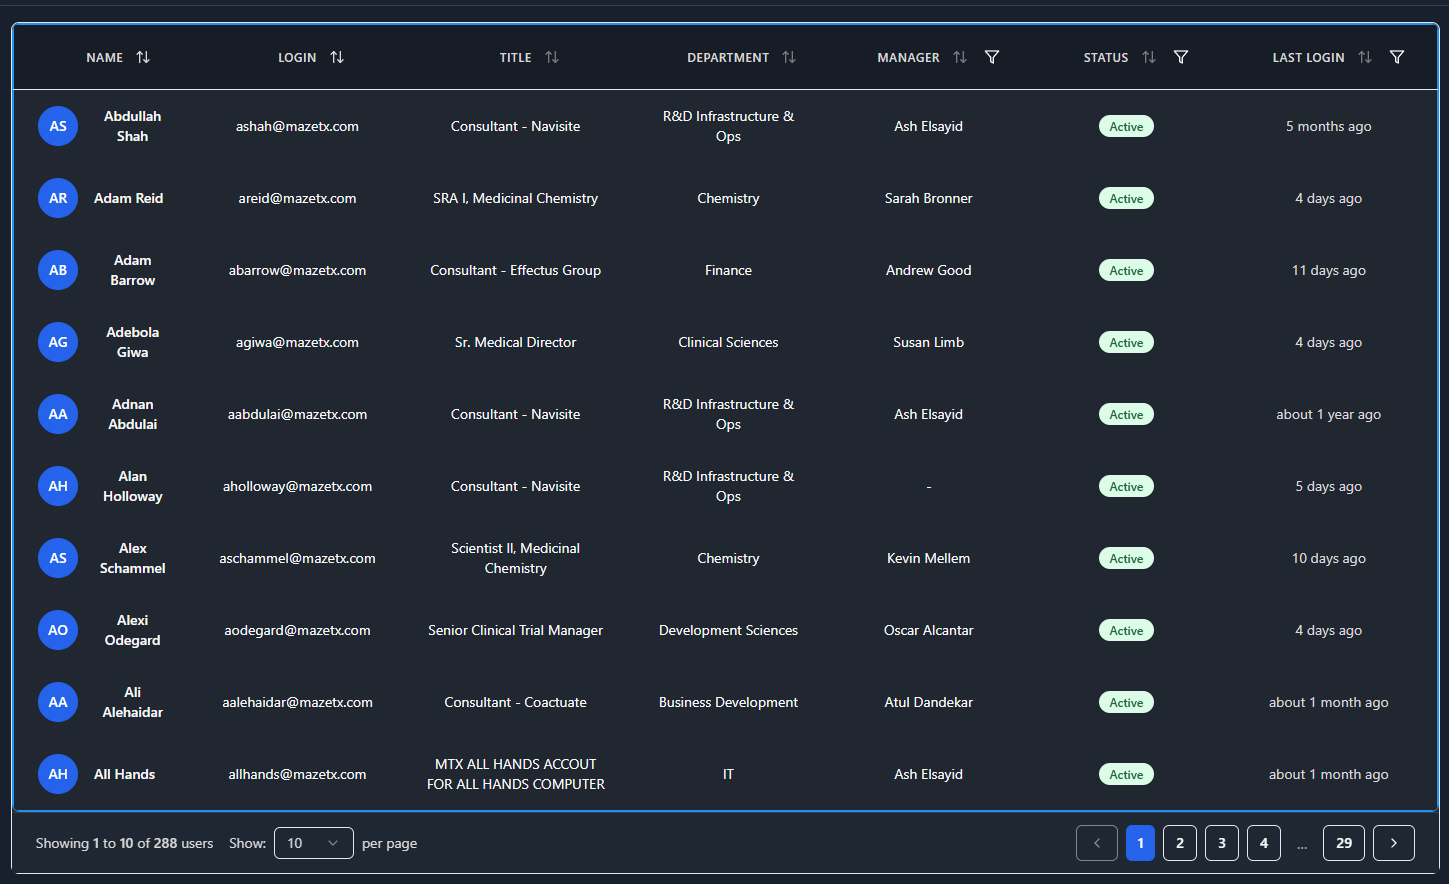 NAME LOGIN TITLE DEPARTMENT MANAGER STATUS LAST LOGIN
AS Abdullah Shah ashah@mazetx.com Consultant - Navisite R&D Infrastructure & Ops Ash Elsayid Active 5 months ago
AR Adam Reid areid@mazetx.com SRA I, Medicinal Chemistry Chemistry Sarah Bronner Active 4 days ago
AB Adam Barrow abarrow@mazetx.com Consultant - Effectus Group Finance Andrew Good Active 11 days ago
AG Adebola Giwa agiwa@mazetx.com Sr. Medical Director Clinical Sciences Susan Limb Active 4 days ago
AA Adnan Abdulai aabdulai@mazetx.com Consultant - Navisite R&D Infrastructure & Ops Ash Elsayid Active about 1 year ago
AH Alan Holloway aholloway@mazetx.com Consultant - Navisite R&D Infrastructure & Ops - Active 5 days ago
AS Alex Schammel aschammel@mazetx.com Scientist II, Medicinal Chemistry Chemistry Kevin Mellem Active 10 days ago
AO Alexi Odegard aodegard@mazetx.com Senior Clinical Trial Manager Development Sciences Oscar Alcantar Active 4 days ago
AA Ali Alehaidar aalehaidar@mazetx.com Consultant - Coactuate Business Development Atul Dandekar Active about 1 month ago
AH All Hands allhands@mazetx.com MTX ALL HANDS ACCOUT FOR ALL HANDS COMPUTER IT Ash Elsayid Active about 1 month ago
Showing 1 to 10 of 288 users Show: 10 per page 1 2 3 4 ... 29